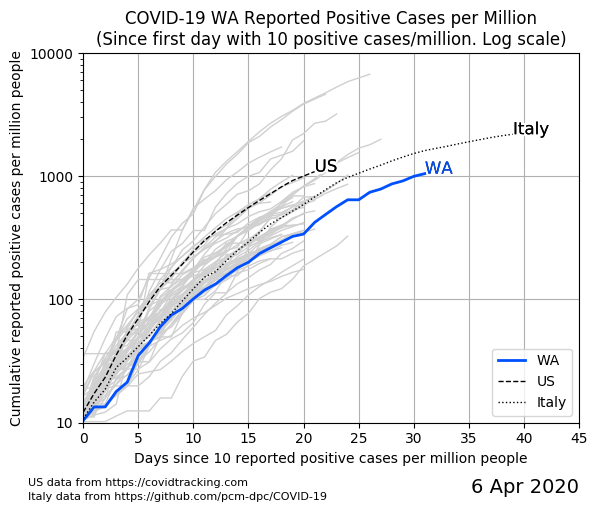 COVID-19 WA Reported Positive Cases per Million
(Since first day with 10 positive cases/million. Log scale)
Cumulative reported positive cases per million people
10000
1000
100
10
Italy
US
WA
WA
US
Italy
0 5 10 15 20 25 30 35 40 45
Days since 10 reported positive cases per million people
US data from https://covidtracking.com
Italy data from https://github.com/pcm-dpc/COVID-19
6 Apr 2020